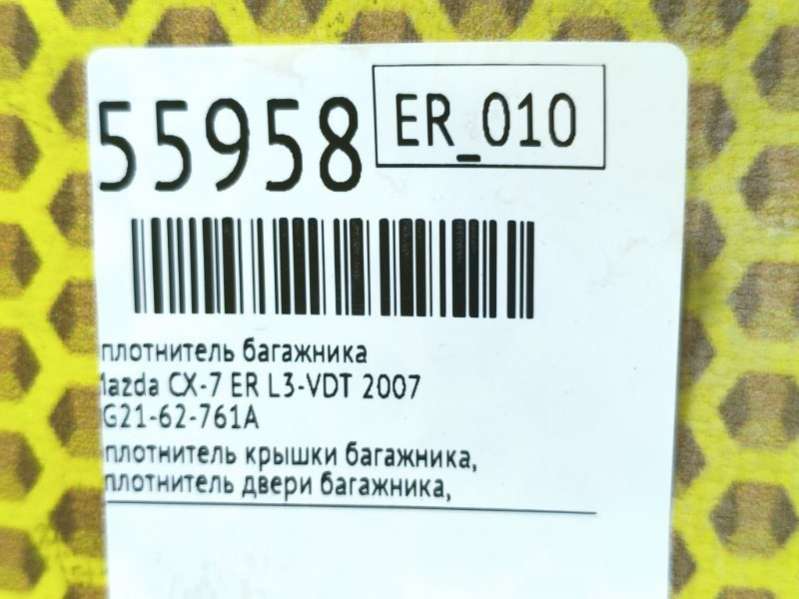 55958
ER_010
плотнитель багажника
Mazda CX-7 ER L3-VDT 2007
G21-62-761A
плотнитель крышки багажника,
плотнитель двери багажника,